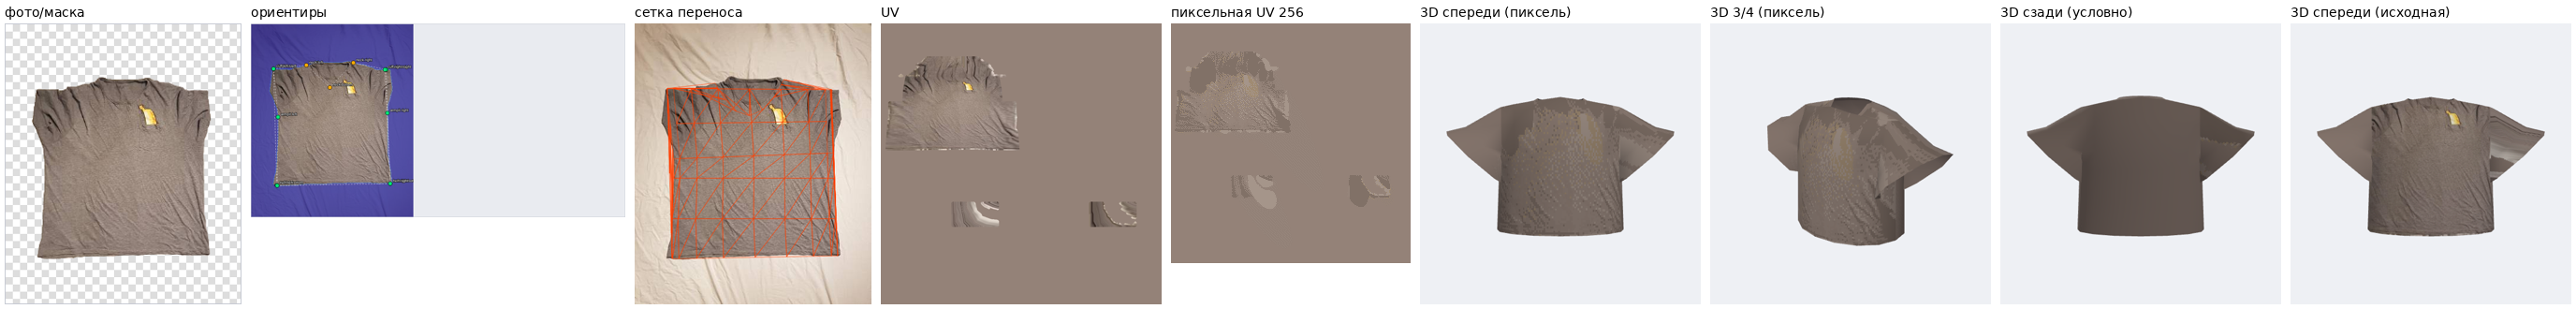 фото/маска
ориентиры
сетка переноса
UV
пиксельная UV 256
3D спереди (пиксель)
3D 3/4 (пиксель)
3D сзади (условно)
3D спереди (исходная)